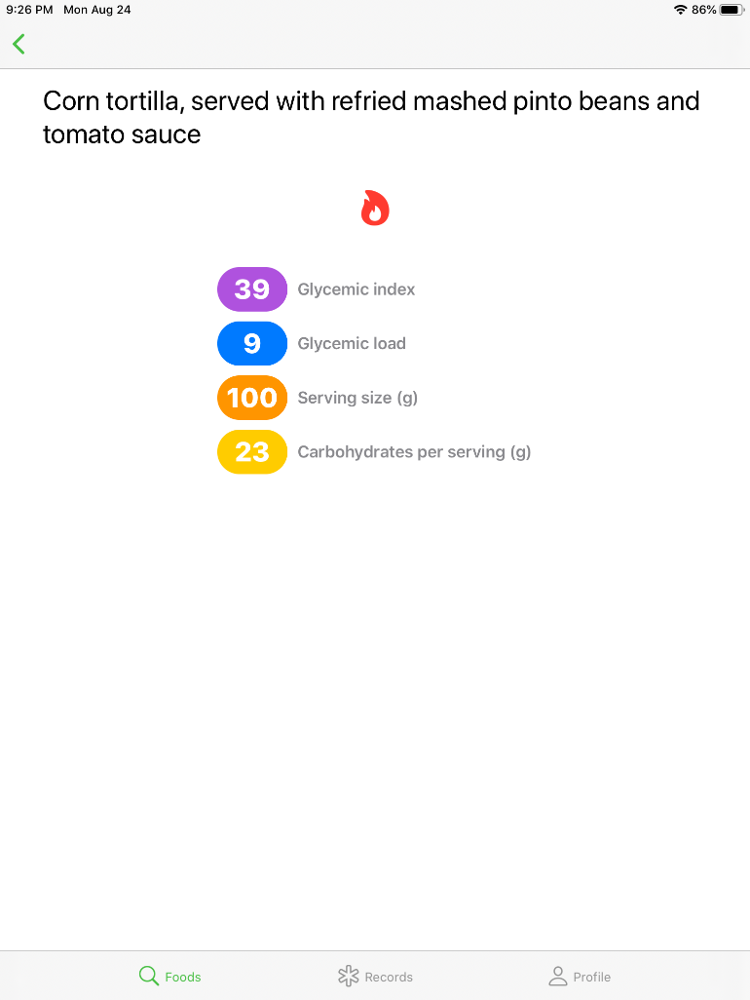 9:26 PM Mon Aug 24 86%
Corn tortilla, served with refried mashed pinto beans and
tomato sauce
39 Glycemic index
9 Glycemic load
100 Serving size (g)
23 Carbohydrates per serving (g)
Foods Records Profile